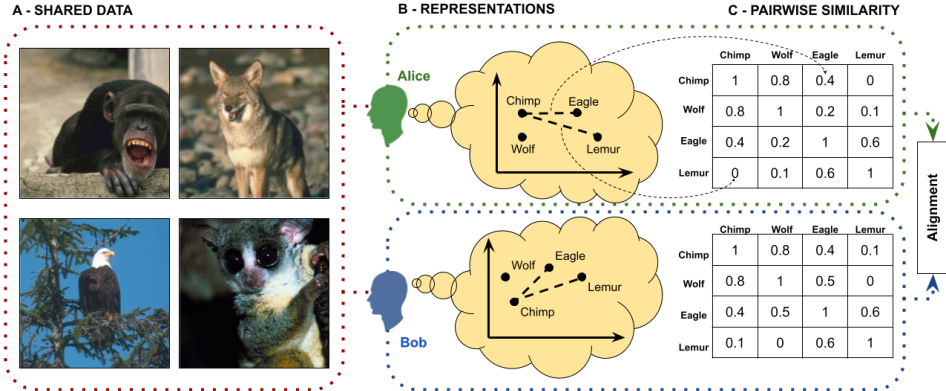 A - SHARED DATA
B - REPRESENTATIONS
C - PAIRWISE SIMILARITY
Alice
Chimp
Eagle
Wolf
Lemur
Chimp Wolf Eagle Lemur
Chimp 1 0.8 0.4 0
Wolf 0.8 1 0.2 0.1
Eagle 0.4 0.2 1 0.6
Lemur 0 0.1 0.6 1
Bob
Wolf
Eagle
Lemur
Chimp
Chimp Wolf Eagle Lemur
Chimp 1 0.8 0.4 0.1
Wolf 0.8 1 0.5 0
Eagle 0.4 0.5 1 0.6
Lemur 0.1 0 0.6 1
Alignment